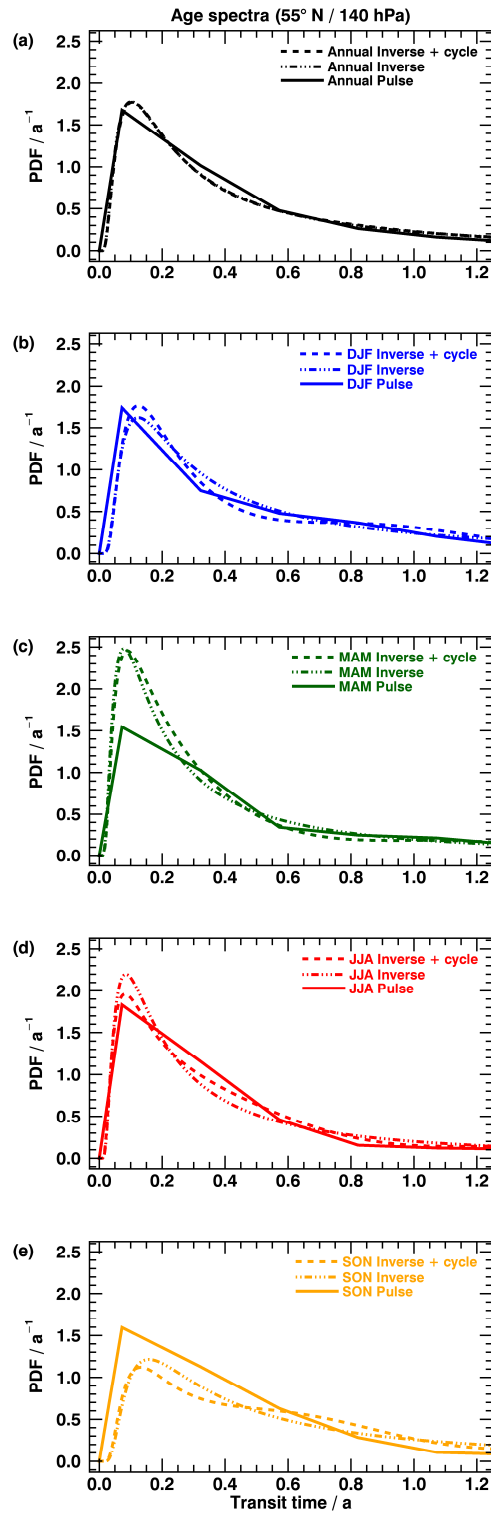 Age spectra (55° N / 140 hPa)
(a)
Annual Inverse + cycle
Annual Inverse
Annual Pulse
PDF / a⁻¹
2.5
2.0
1.5
1.0
0.5
0.0
0.0 0.2 0.4 0.6 0.8 1.0 1.2
(b)
DJF Inverse + cycle
DJF Inverse
DJF Pulse
PDF / a⁻¹
2.5
2.0
1.5
1.0
0.5
0.0
0.0 0.2 0.4 0.6 0.8 1.0 1.2
(c)
MAM Inverse + cycle
MAM Inverse
MAM Pulse
PDF / a⁻¹
2.5
2.0
1.5
1.0
0.5
0.0
0.0 0.2 0.4 0.6 0.8 1.0 1.2
(d)
JJA Inverse + cycle
JJA Inverse
JJA Pulse
PDF / a⁻¹
2.5
2.0
1.5
1.0
0.5
0.0
0.0 0.2 0.4 0.6 0.8 1.0 1.2
(e)
SON Inverse + cycle
SON Inverse
SON Pulse
PDF / a⁻¹
2.5
2.0
1.5
1.0
0.5
0.0
0.0 0.2 0.4 0.6 0.8 1.0 1.2
Transit time / a